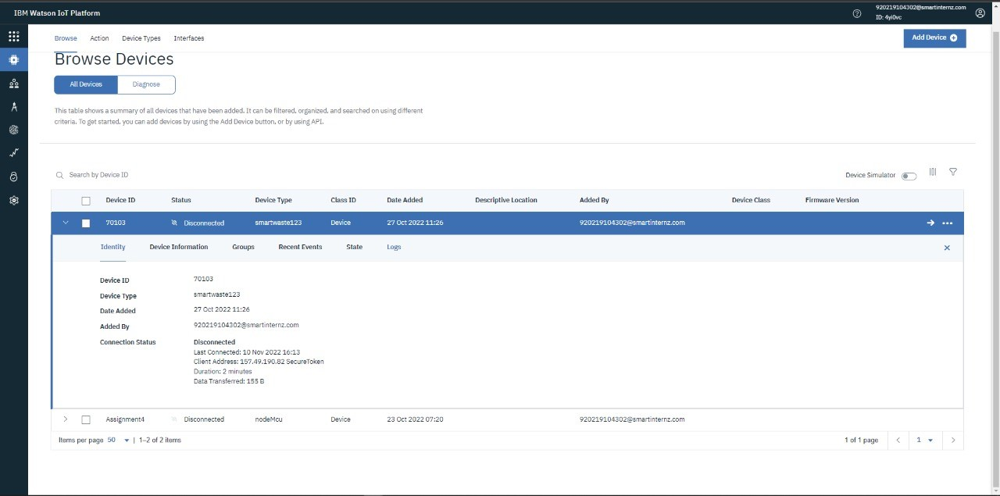 IBM Watson IoT Platform
920219104302@smartinternz.com
ID: 4yi0vc
Browse Action Device Types Interfaces
Add Device
Browse Devices
All Devices Diagnose
This table shows a summary of all devices that have been added. It can be filtered, organized, and searched on using different
criteria. To get started, you can add devices by using the Add Device button, or by using API.
Search by Device ID
Device Simulator
Device ID Status Device Type Class ID Date Added Descriptive Location Added By Device Class Firmware Version
70103 Disconnected smartwaste123 Device 27 Oct 2022 11:26 920219104302@smartinternz.com
Identity Device Information Groups Recent Events State Logs
Device ID 70103
Device Type smartwaste123
Date Added 27 Oct 2022 11:26
Added By 920219104302@smartinternz.com
Connection Status Disconnected
Last Connected: 10 Nov 2022 16:13
Client Address: 157.49.190.82 SecureToken
Duration: 2 minutes
Data Transferred: 155 B
Assignment4 Disconnected nodeMcu Device 23 Oct 2022 07:20 920219104302@smartinternz.com
Items per page 50 | 1–2 of 2 items 1 of 1 page 1